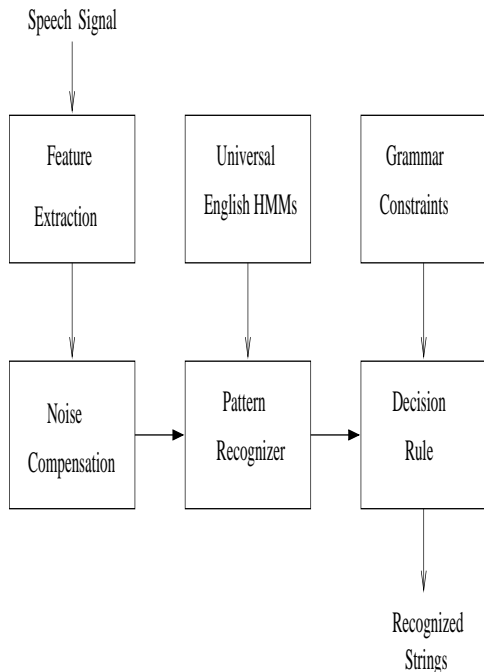 Speech Signal
Feature
Extraction
Universal
English HMMs
Grammar
Constraints
Noise
Compensation
Pattern
Recognizer
Decision
Rule
Recognized
Strings